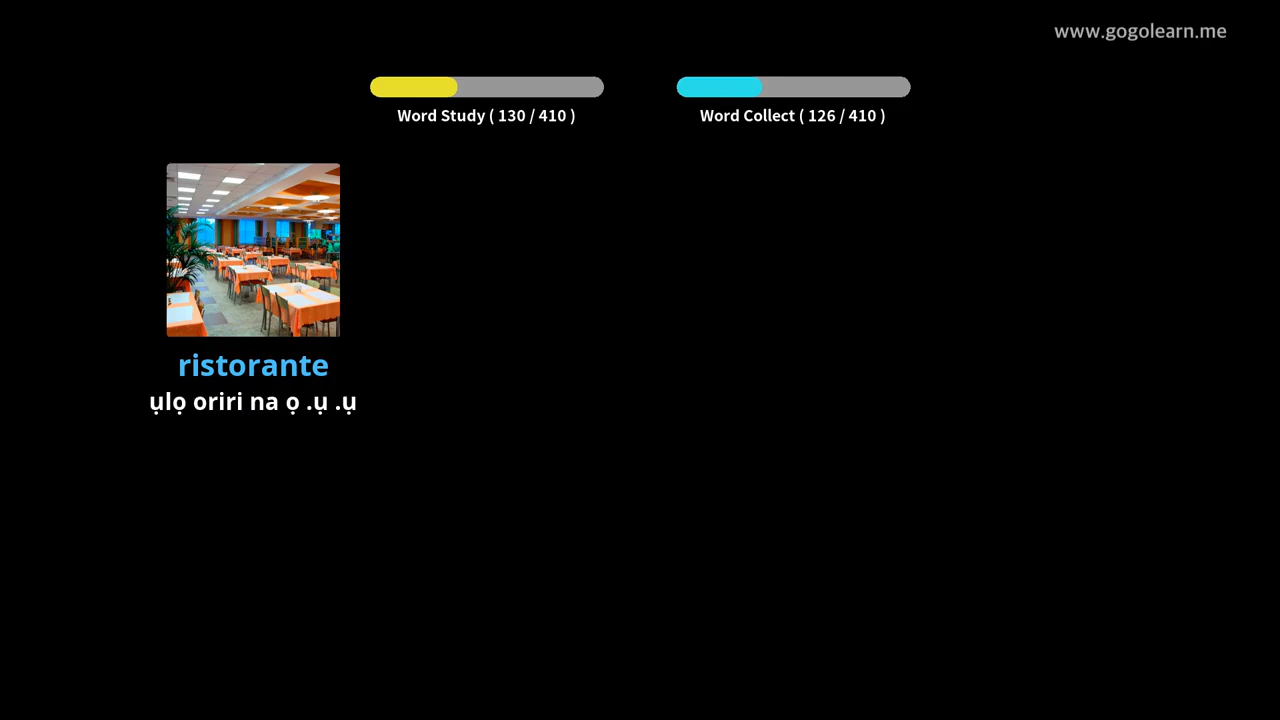 www.gogolearn.me
Word Study ( 130 / 410 )
Word Collect ( 126 / 410 )
ristorante
ụlọ oriri na ọ .ụ .ụ